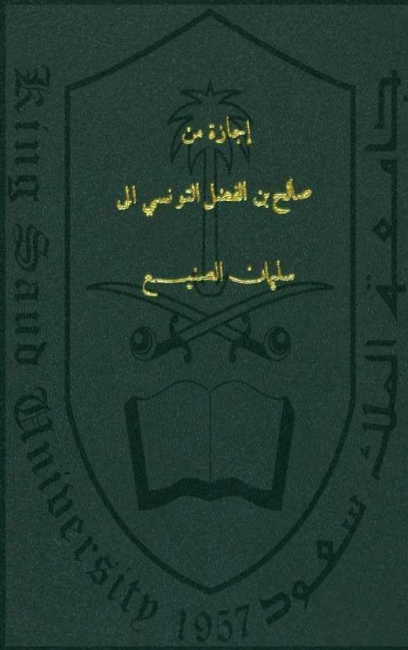 إجازة من
صالح بن الفضل التونسي الى
سليمان الصنيع
King Saud University
1957
جامعة الملك سعود